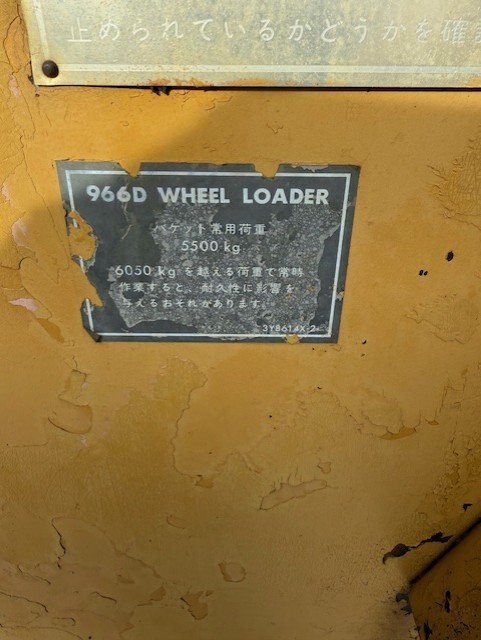 止められているかどうかを確
966D WHEEL LOADER
バケット常用荷重
5500 kg
6050 kg を越える荷重で常時
作業すると、耐久性に影響を
与えるおそれがあります。
3Y8614X-2